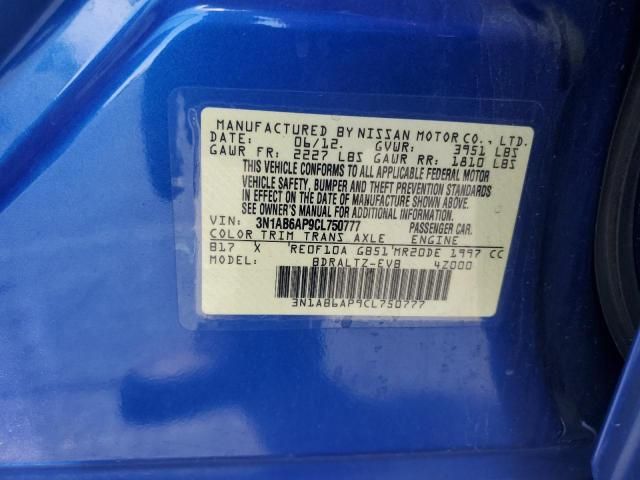 MANUFACTURED BY NISSAN MOTOR CO., LTD.
DATE: 06/12. GVWR: 3951 LBS
GAWR FR: 2227 LBS GAWR RR: 1810 LBS
THIS VEHICLE CONFORMS TO ALL APPLICABLE FEDERAL MOTOR
VEHICLE SAFETY, BUMPER AND THEFT PREVENTION STANDARDS
IN EFFECT ON THE DATE OF MANUFACTURE SHOWN ABOVE.
SEE OWNER'S MANUAL FOR ADDITIONAL INFORMATION.
VIN: 3N1AB6AP9CL750777 PASSENGER CAR.
COLOR TRIM TRANS AXLE ENGINE
B17 X RE0F10A GB51 MR20DE 1997 CC
MODEL: BDRALTZ-EVB 4Z000
3N1AB6AP9CL750777